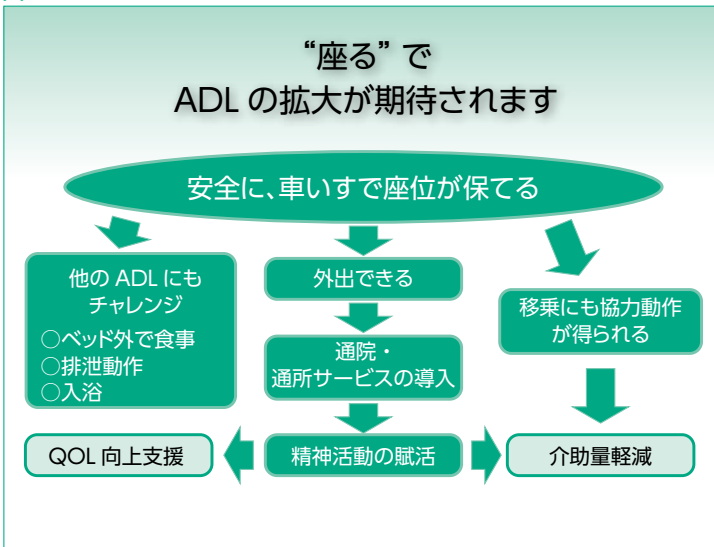 “座る” で
ADL の拡大が期待されます
安全に、車いすで座位が保てる
他の ADL にも
チャレンジ
○ベッド外で食事
○排泄動作
○入浴
外出できる
通院・
通所サービスの導入
移乗にも協力動作
が得られる
QOL 向上支援
精神活動の賦活
介助量軽減